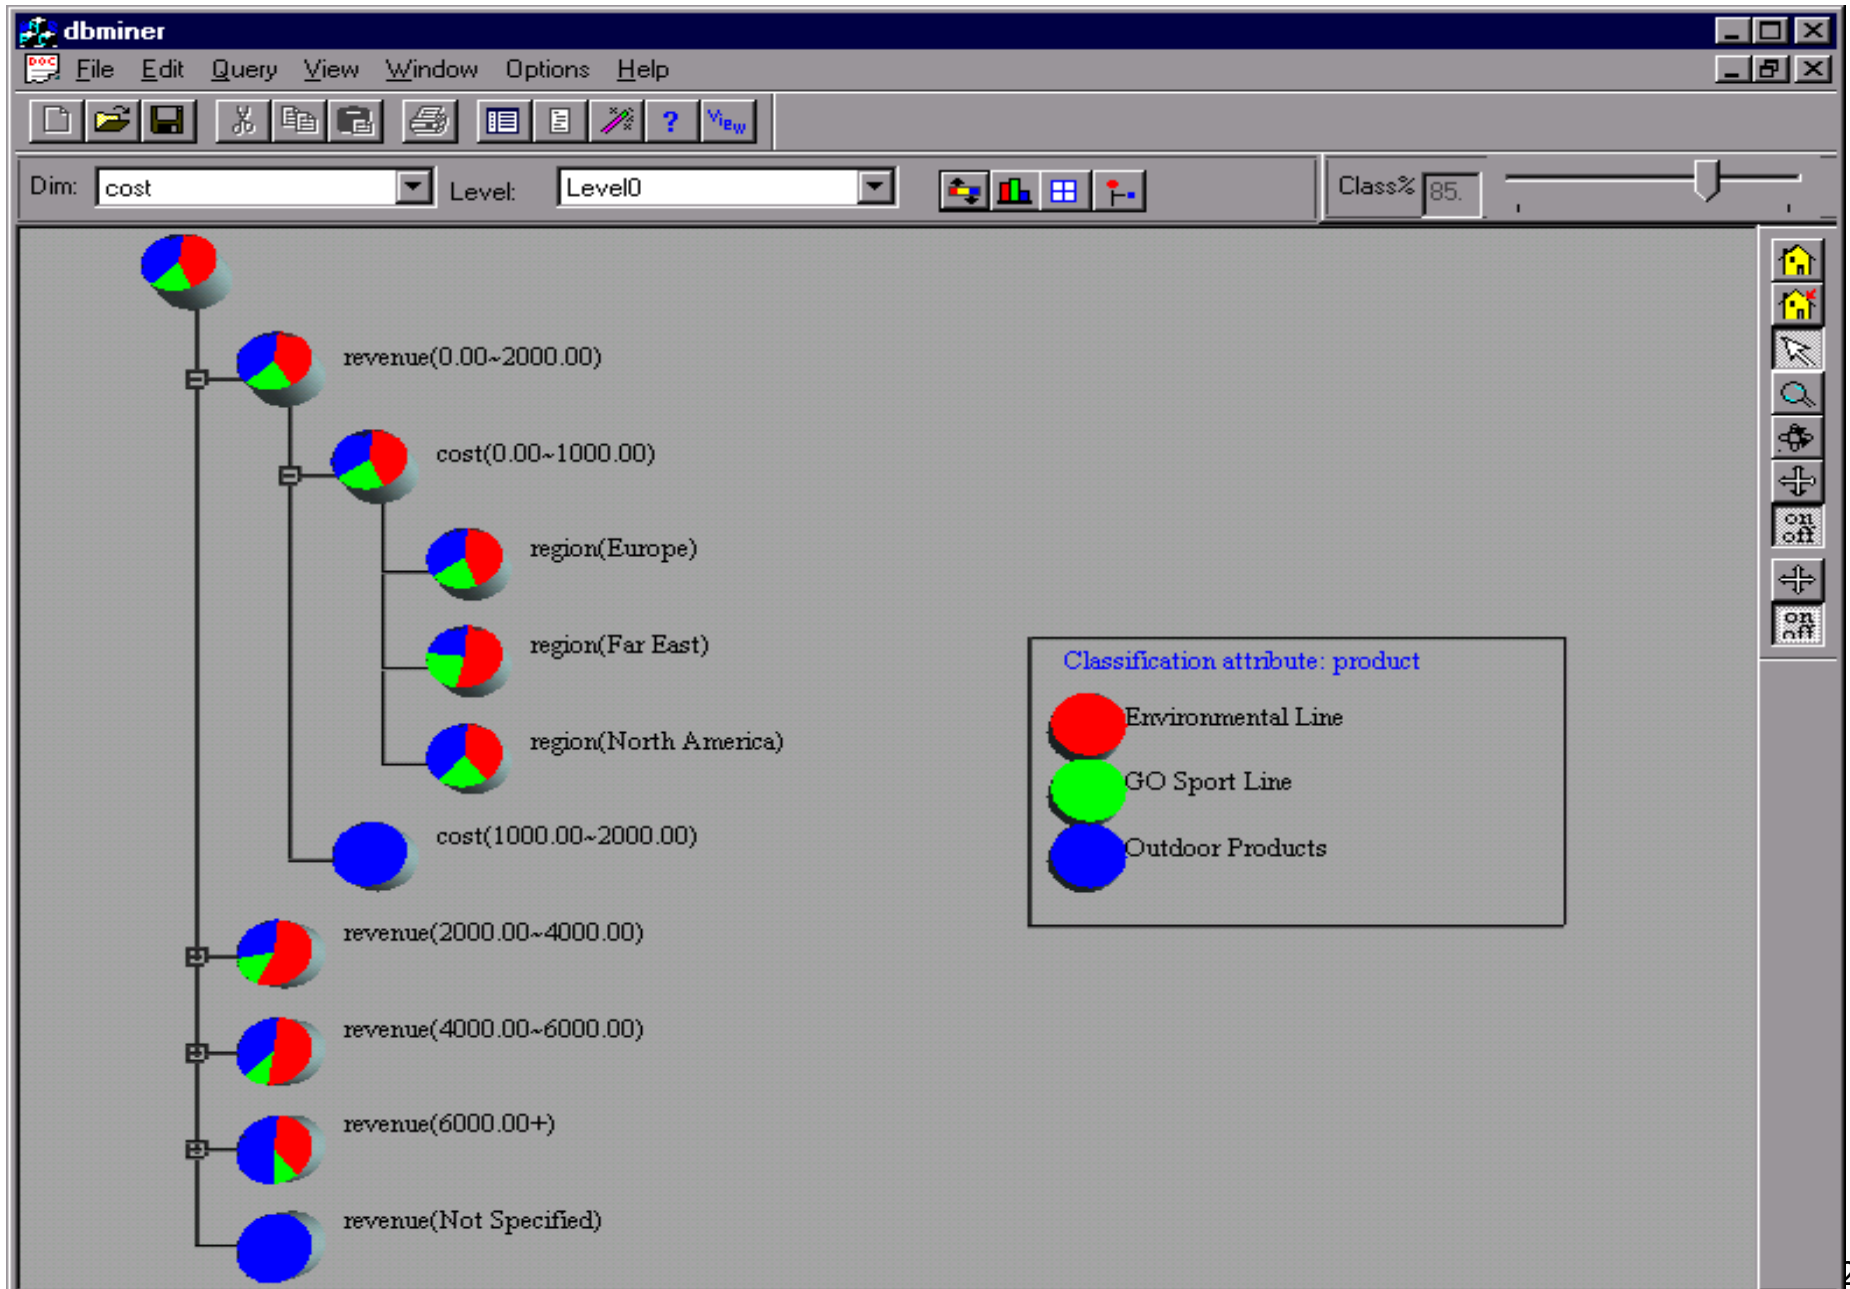 dbminer
DOC File Edit Query View Window Options Help
? View
Dim: cost Level: Level0 Class% 85.
revenue(0.00~2000.00)
cost(0.00~1000.00)
region(Europe)
region(Far East)
region(North America)
cost(1000.00~2000.00)
revenue(2000.00~4000.00)
revenue(4000.00~6000.00)
revenue(6000.00+)
revenue(Not Specified)
Classification attribute: product
Environmental Line
GO Sport Line
Outdoor Products
on
off
on
off